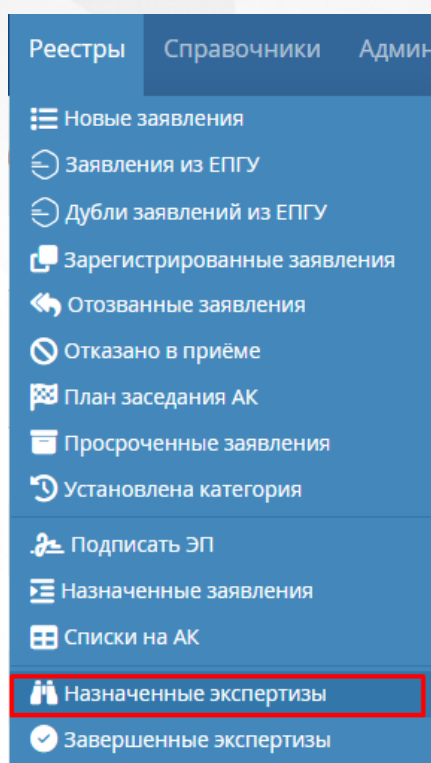 Реестры Справочники Админ
Новые заявления
Заявления из ЕПГУ
Дубли заявлений из ЕПГУ
Зарегистрированные заявления
Отозванные заявления
Отказано в приёме
План заседания АК
Просроченные заявления
Установлена категория
Подписать ЭП
Назначенные заявления
Списки на АК
Назначенные экспертизы
Завершенные экспертизы